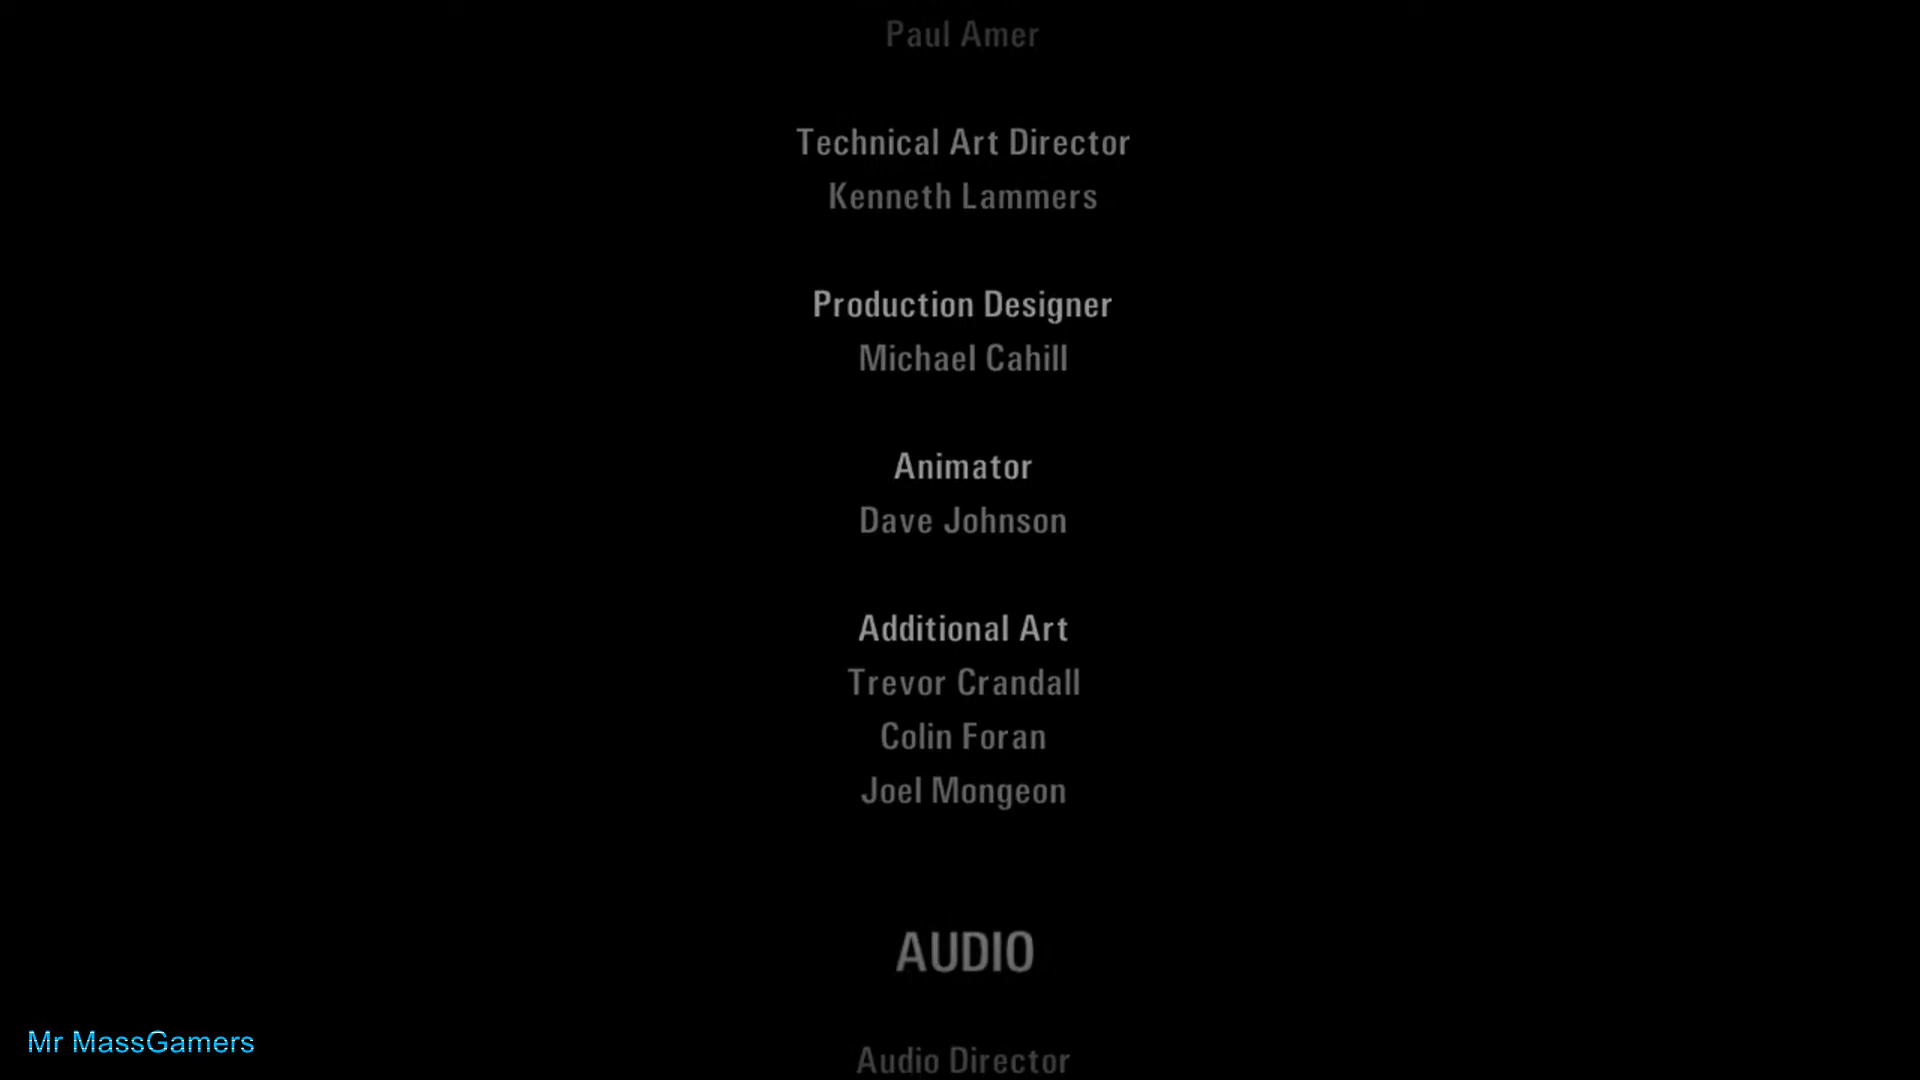 Paul Amer
Technical Art Director
Kenneth Lammers
Production Designer
Michael Cahill
Animator
Dave Johnson
Additional Art
Trevor Crandall
Colin Foran
Joel Mongeon
AUDIO
Mr MassGamers
Audio Director